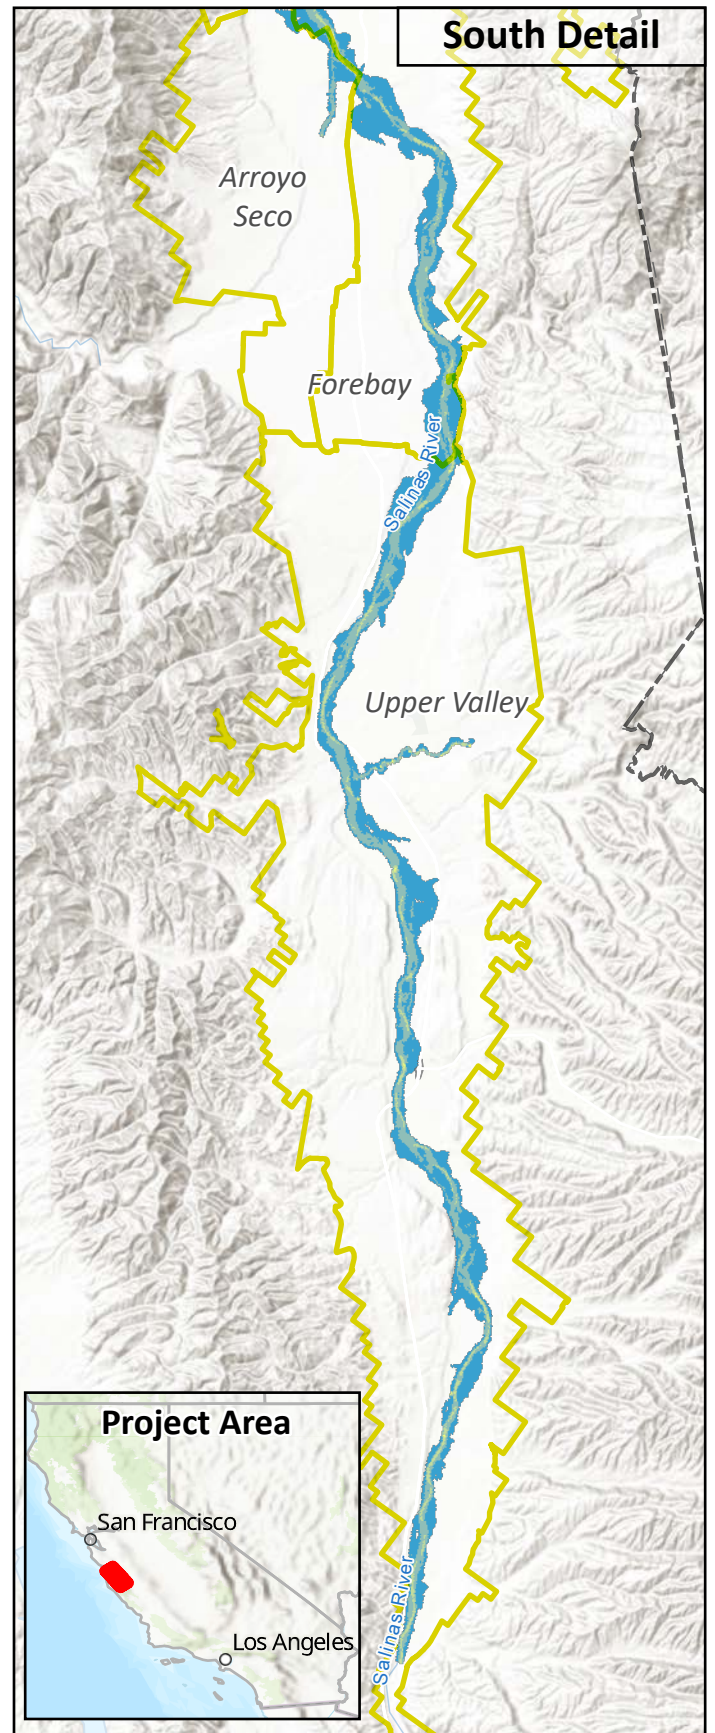 South Detail
Arroyo
Seco
Forebay
Salinas River
Upper Valley
Project Area
San Francisco
Los Angeles
Salinas River